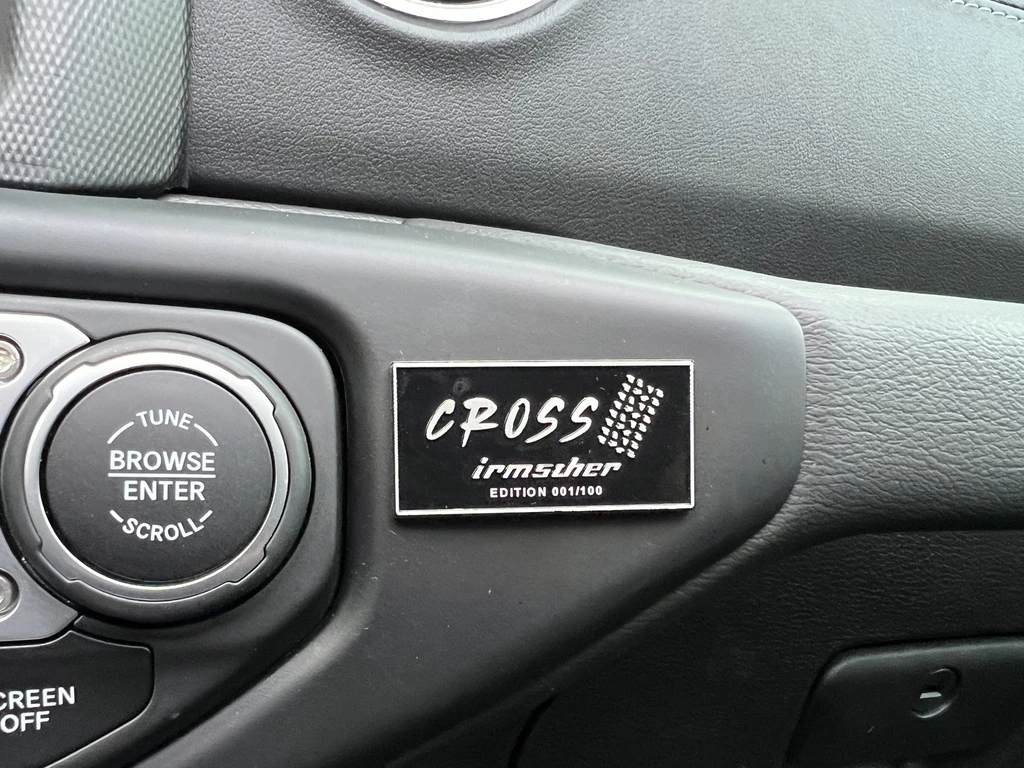 TUNE
BROWSE
ENTER
SCROLL
CREEN
OFF
CROSS
irmscher
EDITION 001/100